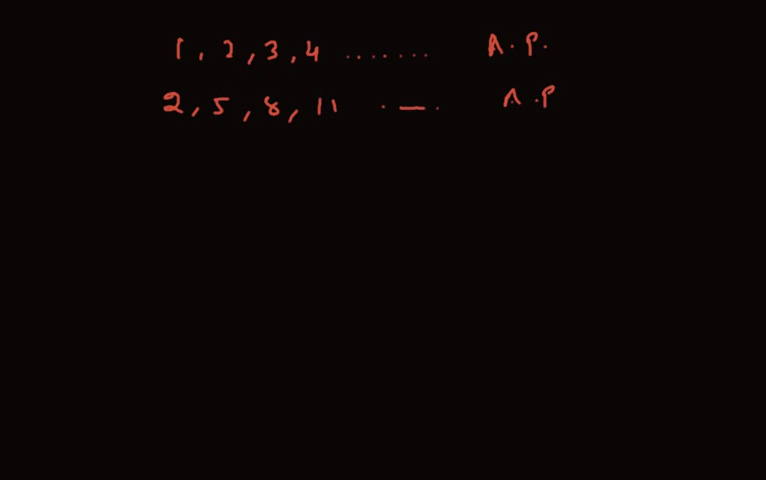 1, 2, 3, 4 ....... A.P.
2, 5, 8, 11 . — . A.P